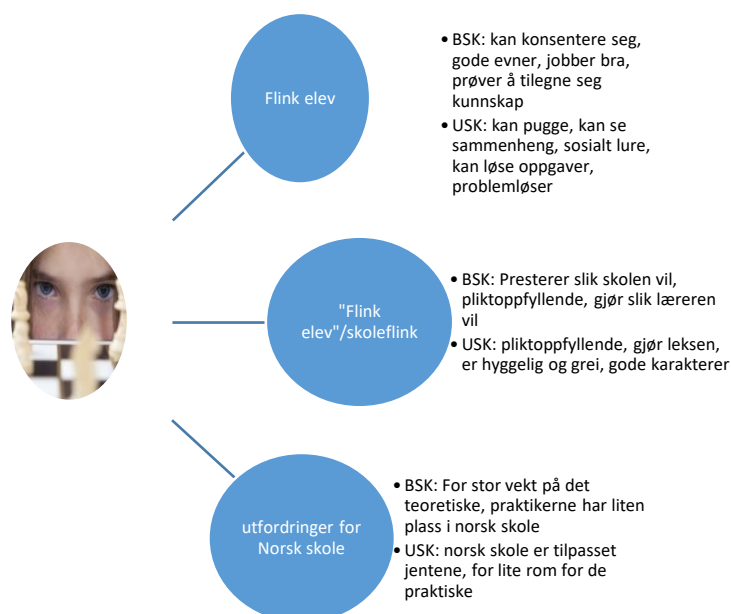 Flink elev
• BSK: kan konsentere seg,
gode evner, jobber bra,
prøver å tilegne seg
kunnskap
• USK: kan pugge, kan se
sammenheng, sosialt lure,
kan løse oppgaver,
problemløser
"Flink
elev"/skoleflink
• BSK: Presterer slik skolen vil,
pliktoppfyllende, gjør slik læreren
vil
• USK: pliktoppfyllende, gjør leksen,
er hyggelig og grei, gode karakterer
utfordringer for
Norsk skole
• BSK: For stor vekt på det
teoretiske, praktikerne har liten
plass i norsk skole
• USK: norsk skole er tilpasset
jentene, for lite rom for de
praktiske